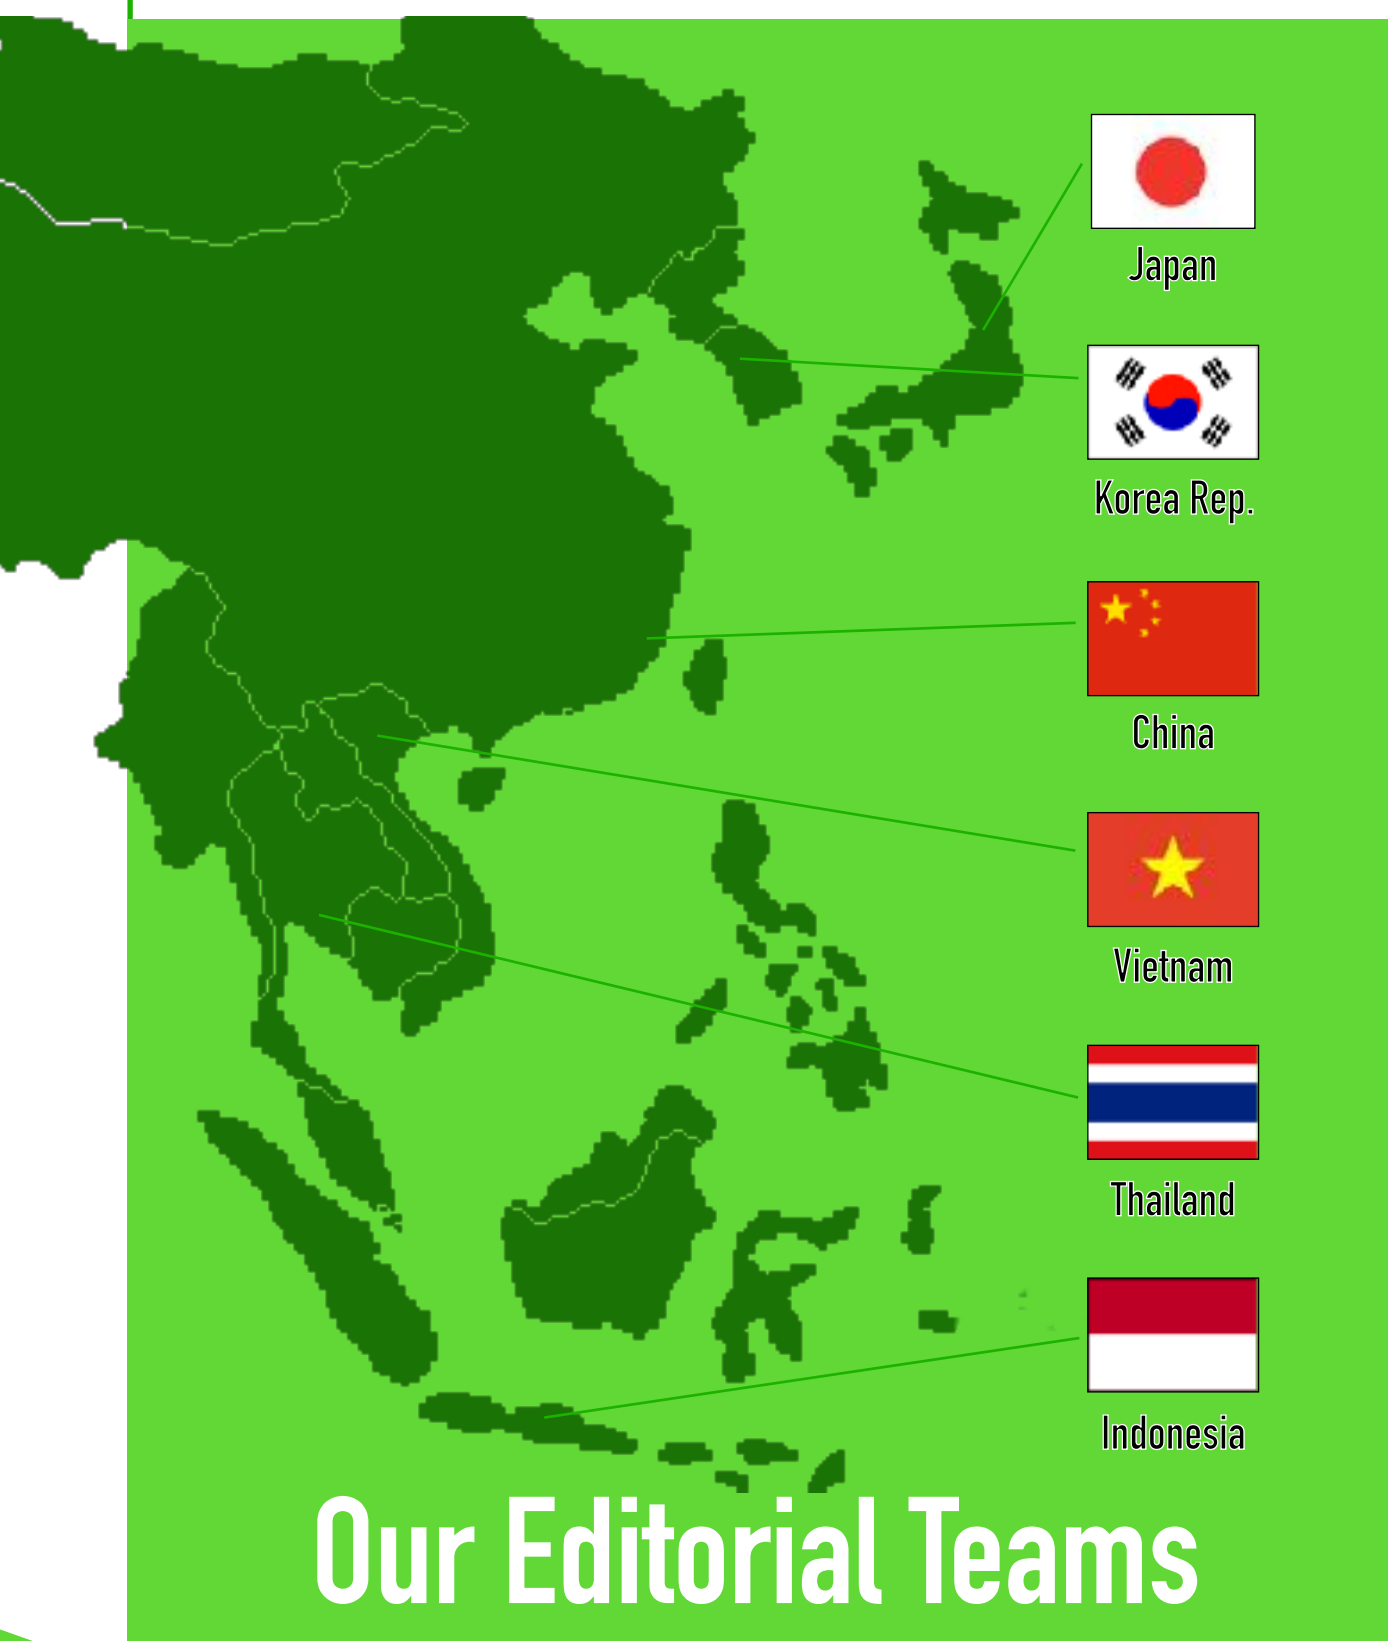 Japan
Korea Rep.
China
Vietnam
Thailand
Indonesia
Our Editorial Teams